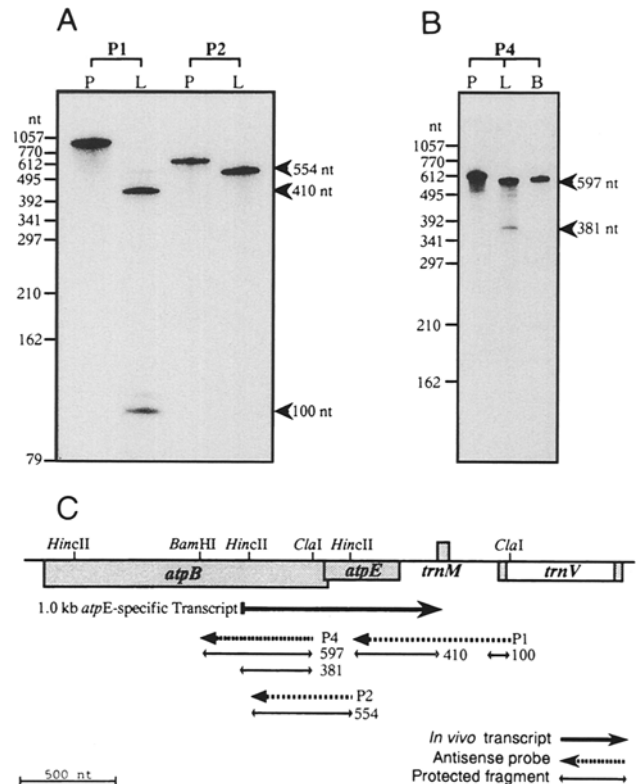 A
P1 P2
P L P L
nt
1057
770
612
495
392
341
297
210
162
79
554 nt
410 nt
100 nt
B
P4
P L B
nt
1057
770
612
495
392
341
297
210
162
597 nt
381 nt
C
HincII BamHI HincII ClaI HincII ClaI
atpB atpE trnM trnV
1.0 kb atpE-specific Transcript
P4 P1
597 410 100
381
P2
554
In vivo transcript
Antisense probe
500 nt Protected fragment